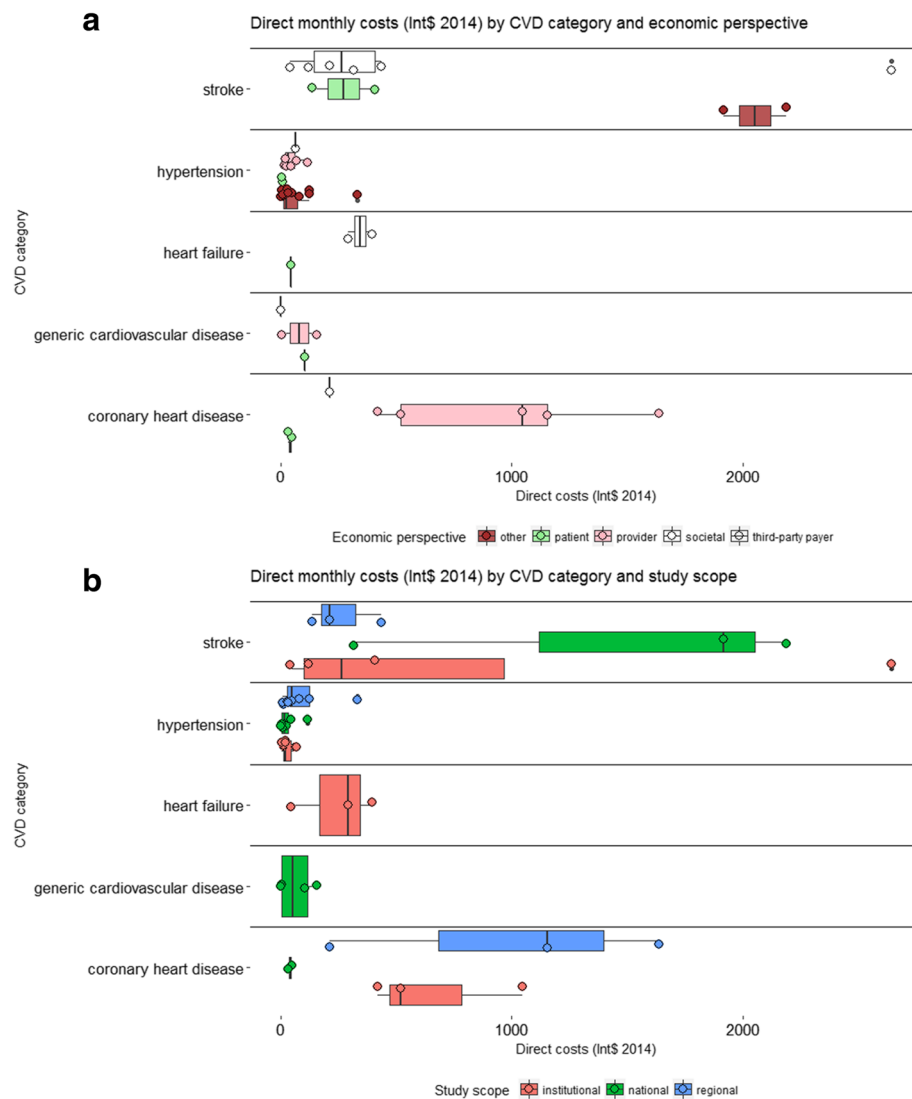 a
Direct monthly costs (Int$ 2014) by CVD category and economic perspective
stroke
hypertension
heart failure
generic cardiovascular disease
coronary heart disease
CVD category
0 1000 2000
Direct costs (Int$ 2014)
Economic perspective other patient provider societal third-party payer
b
Direct monthly costs (Int$ 2014) by CVD category and study scope
stroke
hypertension
heart failure
generic cardiovascular disease
coronary heart disease
CVD category
0 1000 2000
Direct costs (Int$ 2014)
Study scope institutional national regional